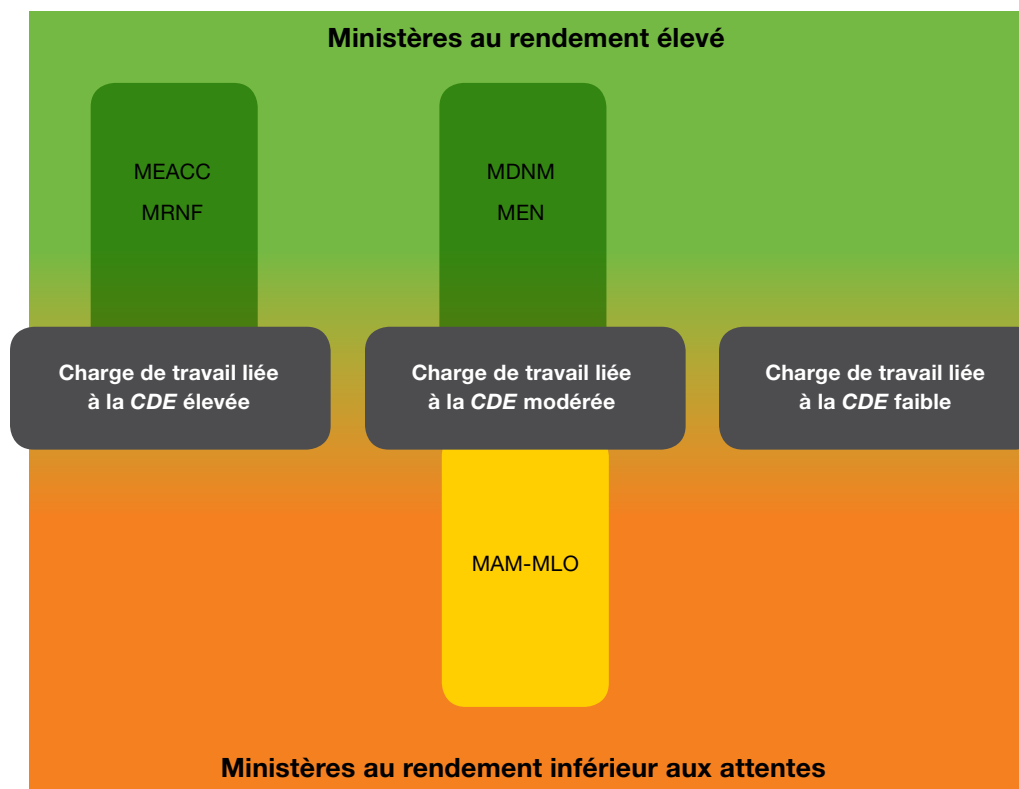 Ministères au rendement élevé
MEACC
MRNF
MDNM
MEN
Charge de travail liée
à la CDE élevée
Charge de travail liée
à la CDE modérée
Charge de travail liée
à la CDE faible
MAM-MLO
Ministères au rendement inférieur aux attentes